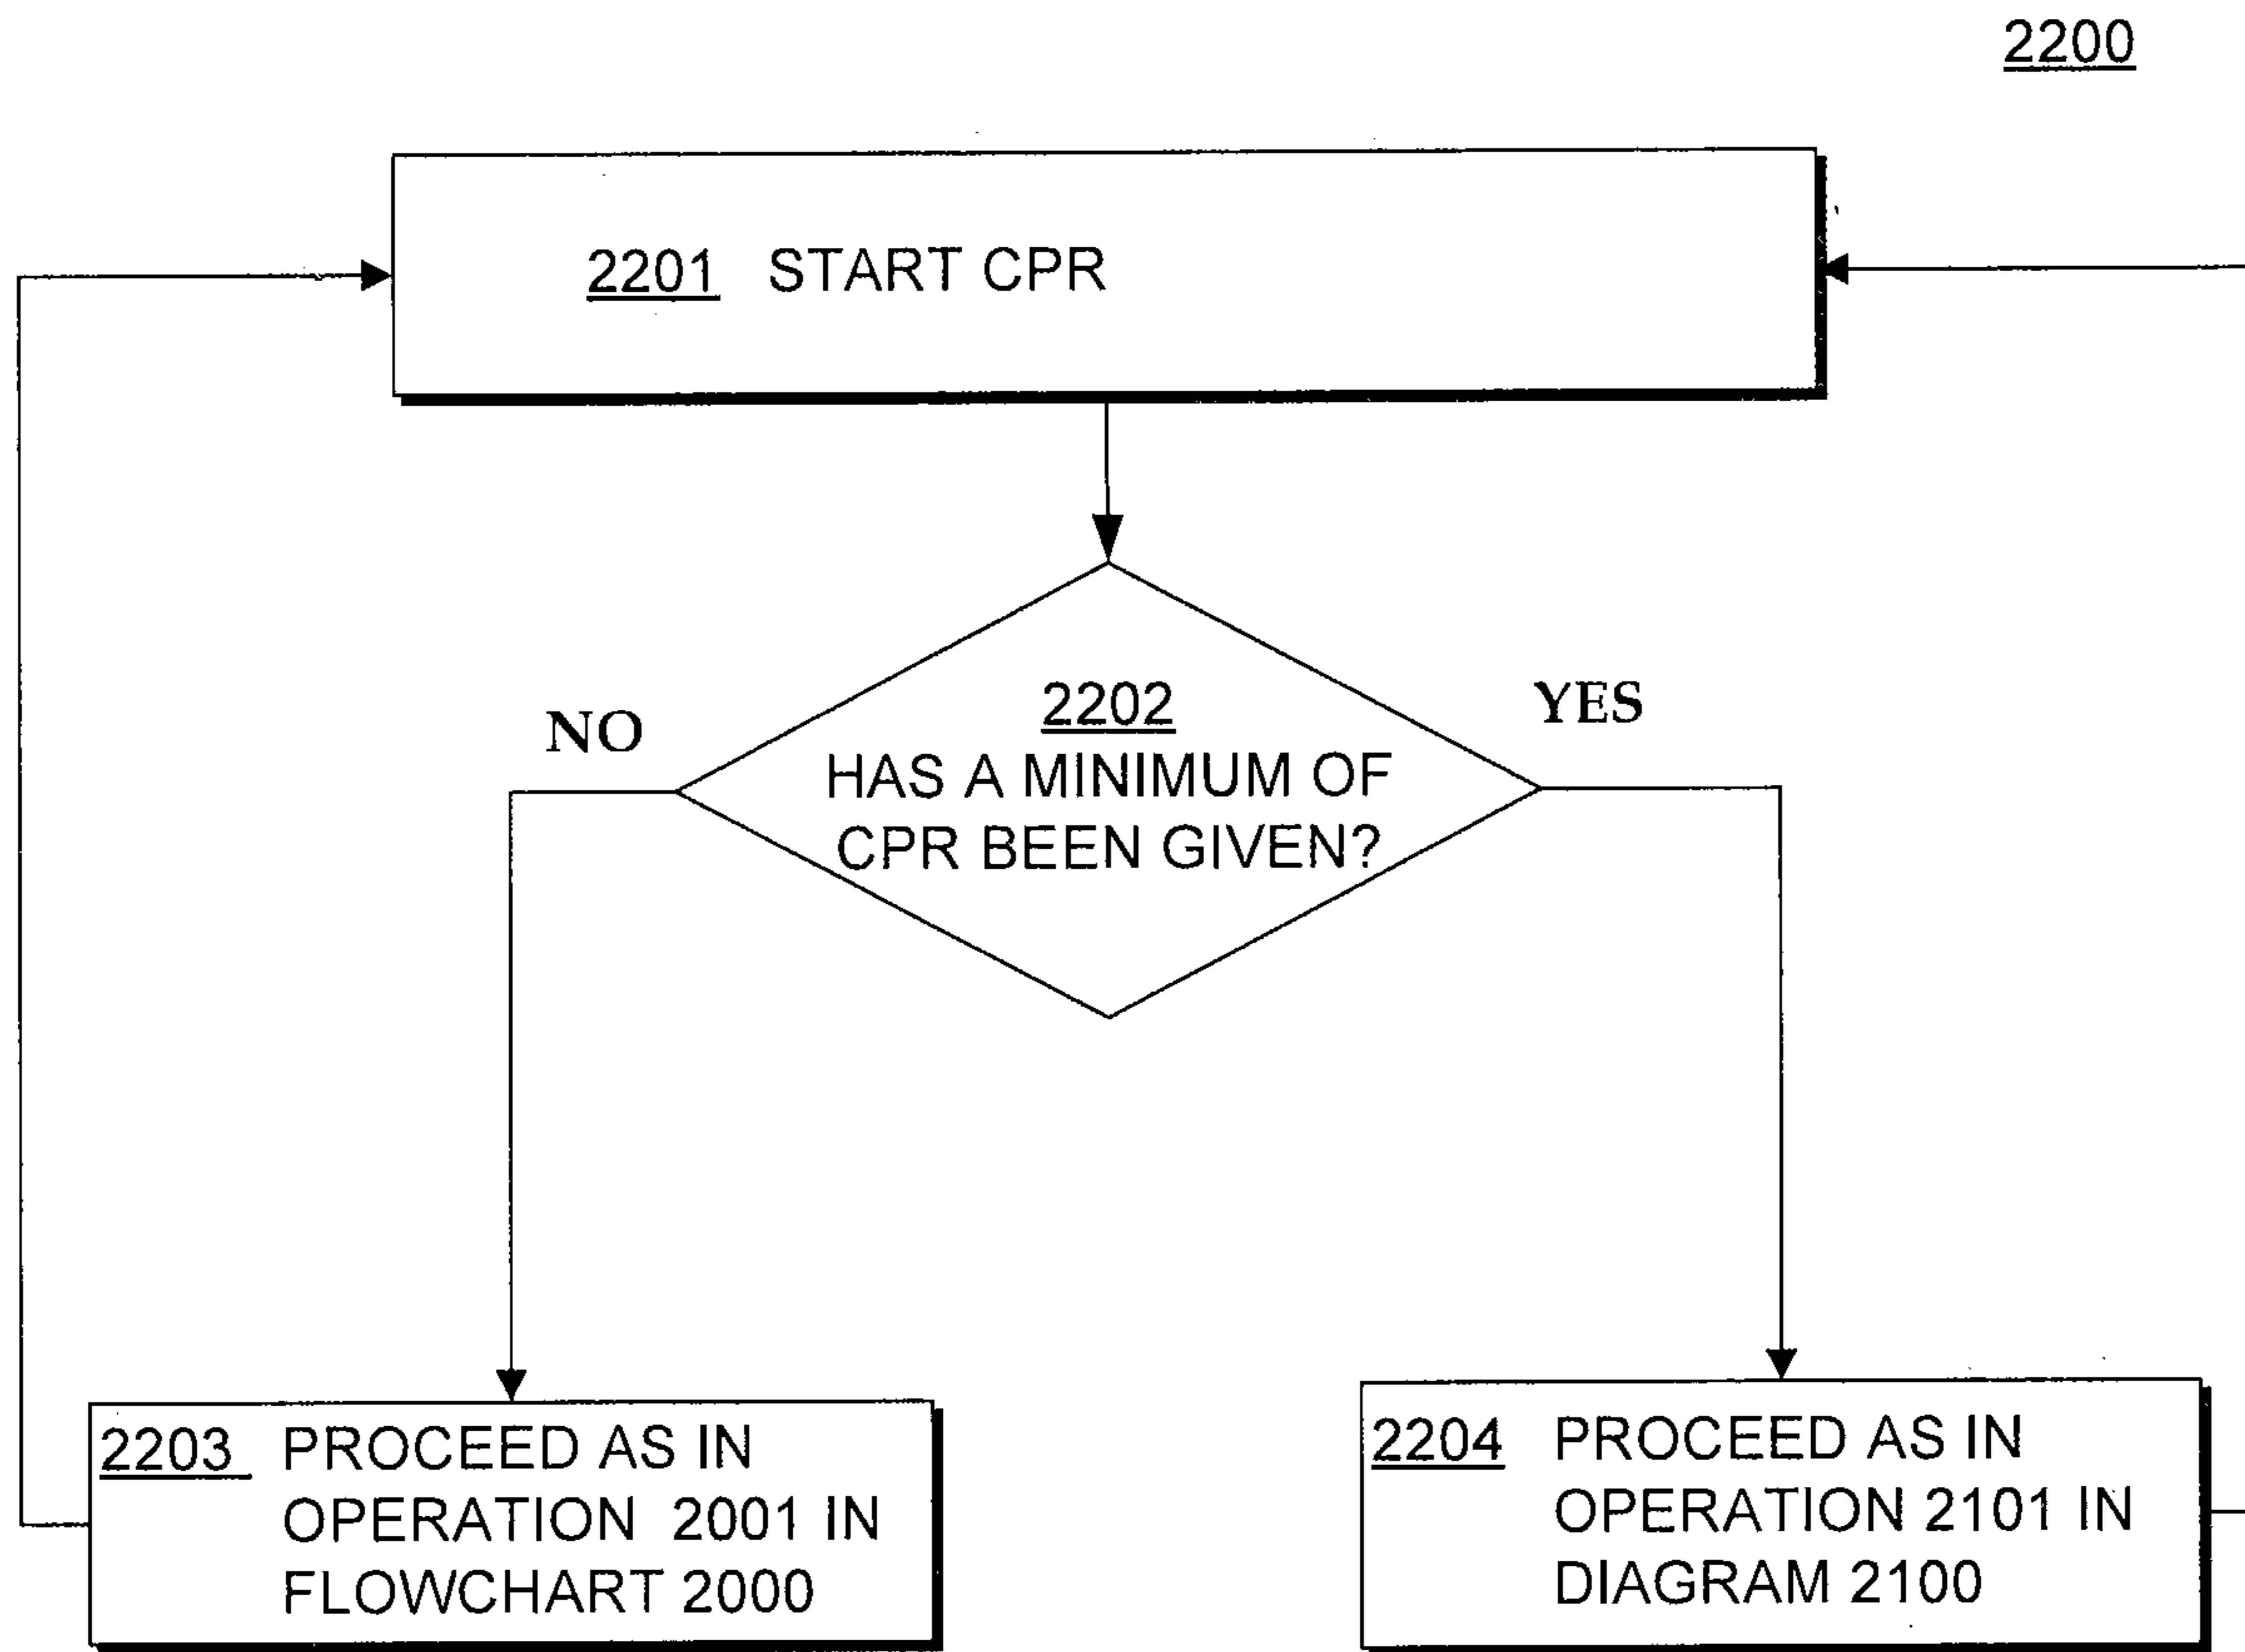 2200
2201 START CPR
2202
HAS A MINIMUM OF
CPR BEEN GIVEN?
NO
YES
2203 PROCEED AS IN
OPERATION 2001 IN
FLOWCHART 2000
2204 PROCEED AS IN
OPERATION 2101 IN
DIAGRAM 2100